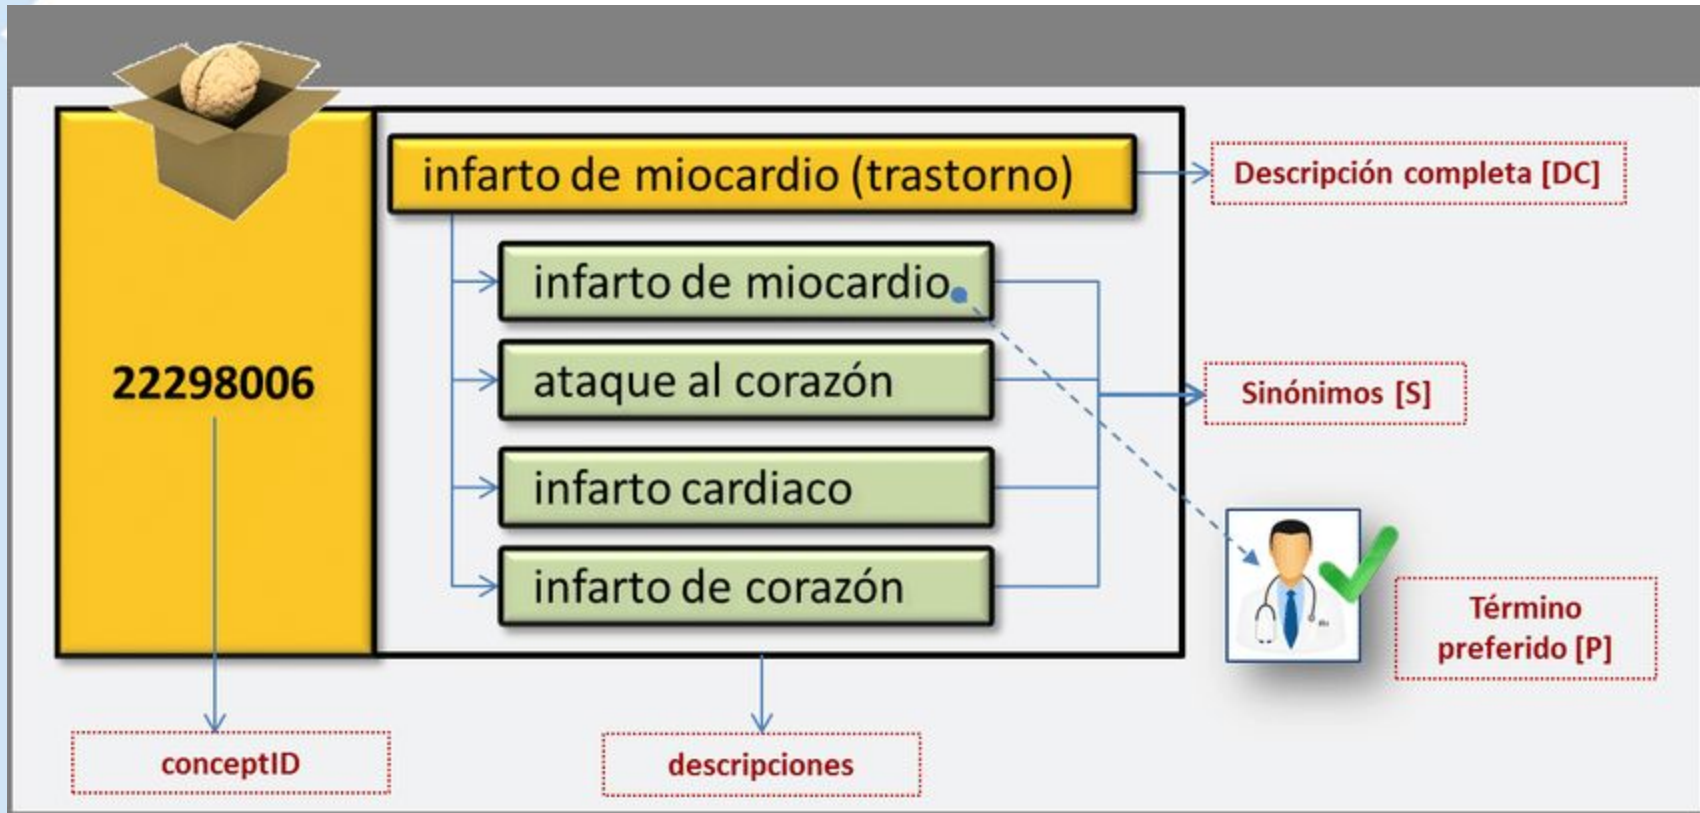 infarto de miocardio (trastorno)
Descripción completa [DC]
infarto de miocardio
ataque al corazón
22298006
Sinónimos [S]
infarto cardiaco
infarto de corazón
Término
preferido [P]
conceptID
descripciones